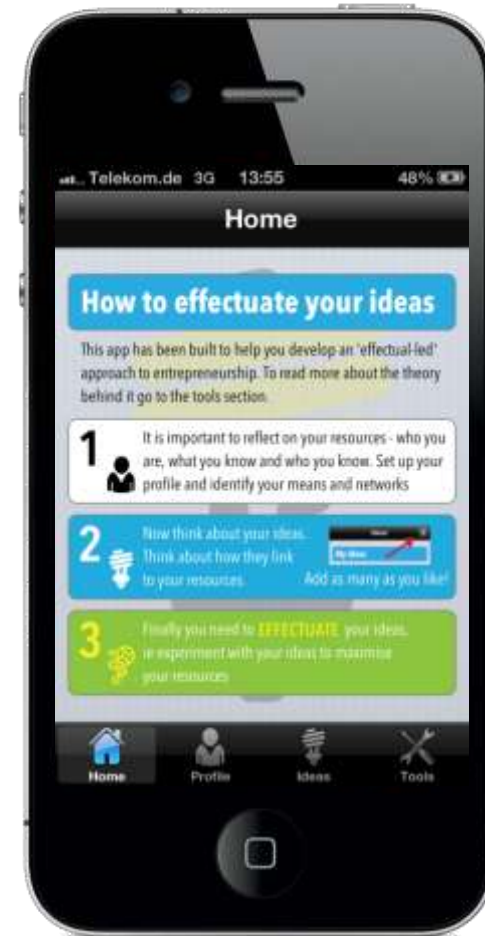 Telekom.de 3G 13:55 48%
Home
How to effectuate your ideas
This app has been built to help you develop an 'effectual-led'
approach to entrepreneurship. To read more about the theory
behind it go to the tools section.
1
It is important to reflect on your resources - who you
are, what you know and who you know. Set up your
profile and identify your means and networks
2
Now think about your ideas.
Think about how they link
to your resources.
My Ideas
Add as many as you like!
3
Finally you need to EFFECTUATE your ideas,
ie experiment with your ideas to maximise
your resources
Home Profile Ideas Tools